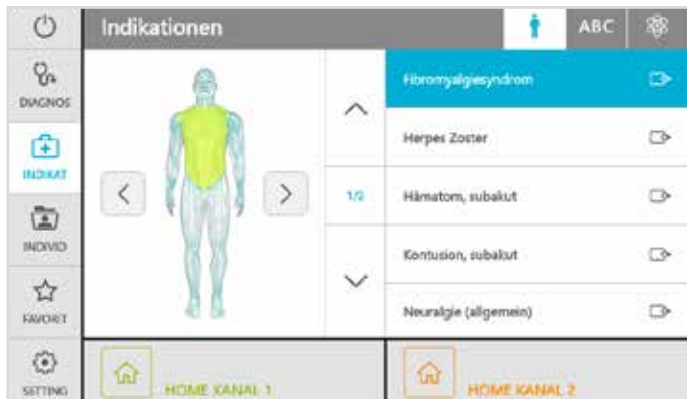 Indikationen
ABC
DIAGNOS
INDIKAT
INDIVID
FAVORIT
SETTING
1/2
Fibromyalgiesyndrom
Herpes Zoster
Hämatom, subakut
Kontusion, subakut
Neuralgie (allgemein)
HOME KANAL 1
HOME KANAL 2